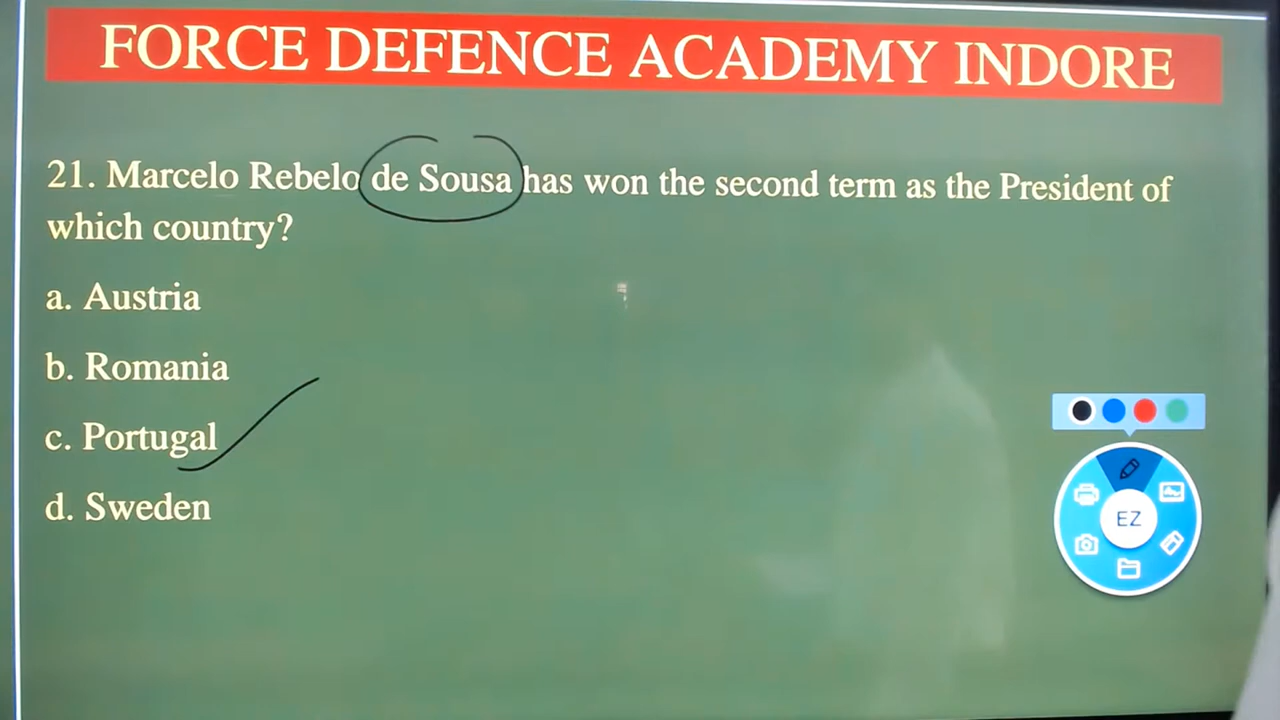 FORCE DEFENCE ACADEMY INDORE
21. Marcelo Rebelo de Sousa has won the second term as the President of
which country?
a. Austria
b. Romania
c. Portugal
d. Sweden
EZ